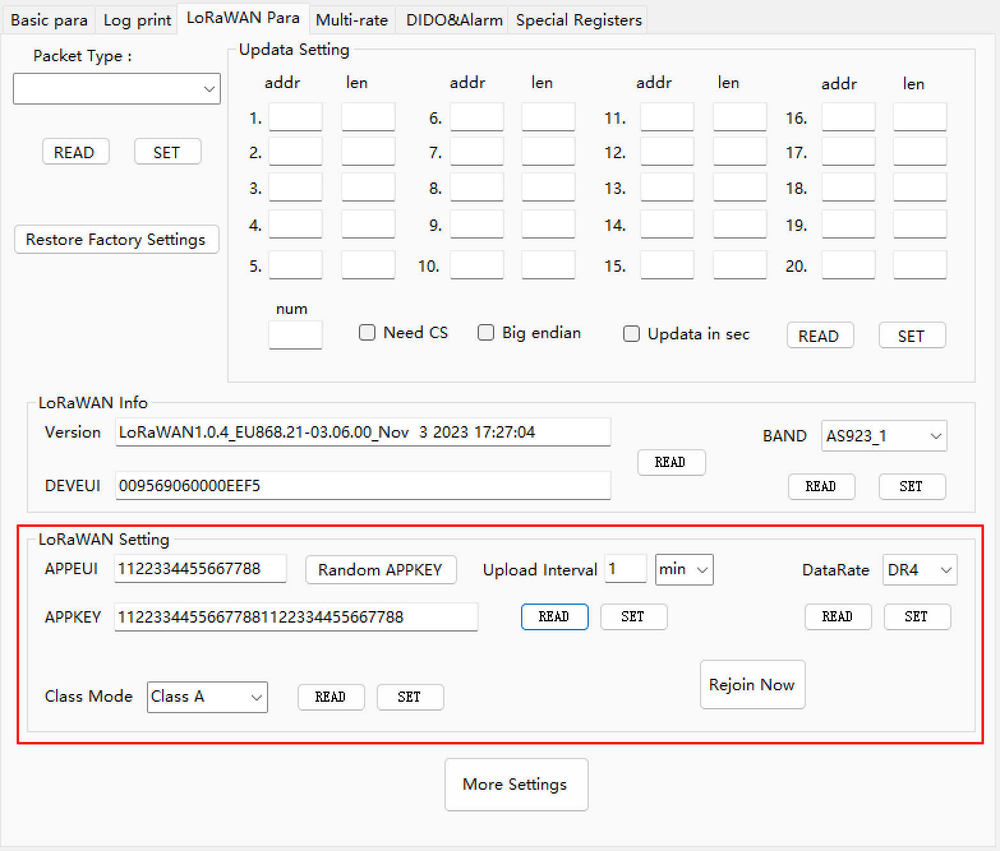 Basic para Log print LoRaWAN Para Multi-rate DIDO&Alarm Special Registers
Packet Type :
READ SET
Restore Factory Settings
Updata Setting
addr len addr len addr len addr len
1. 6. 11. 16.
2. 7. 12. 17.
3. 8. 13. 18.
4. 9. 14. 19.
5. 10. 15. 20.
num
Need CS Big endian Updata in sec READ SET
LoRaWAN Info
Version LoRaWAN1.0.4_EU868.21-03.06.00_Nov  3 2023 17:27:04 BAND AS923_1
READ
DEVEUI 009569060000EEF5 READ SET
LoRaWAN Setting
APPEUI 1122334455667788 Random APPKEY Upload Interval 1 min DataRate DR4
APPKEY 11223344556677881122334455667788 READ SET READ SET
Rejoin Now
Class Mode Class A READ SET
More Settings